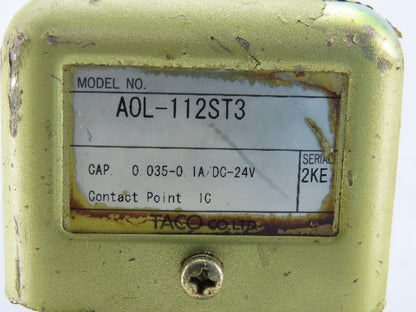 MODEL NO.
AOL-112ST3
CAP. 0.035-0.1A/DC-24V
SERIAL
2KE
Contact Point 1C
TACO CO.,LTD